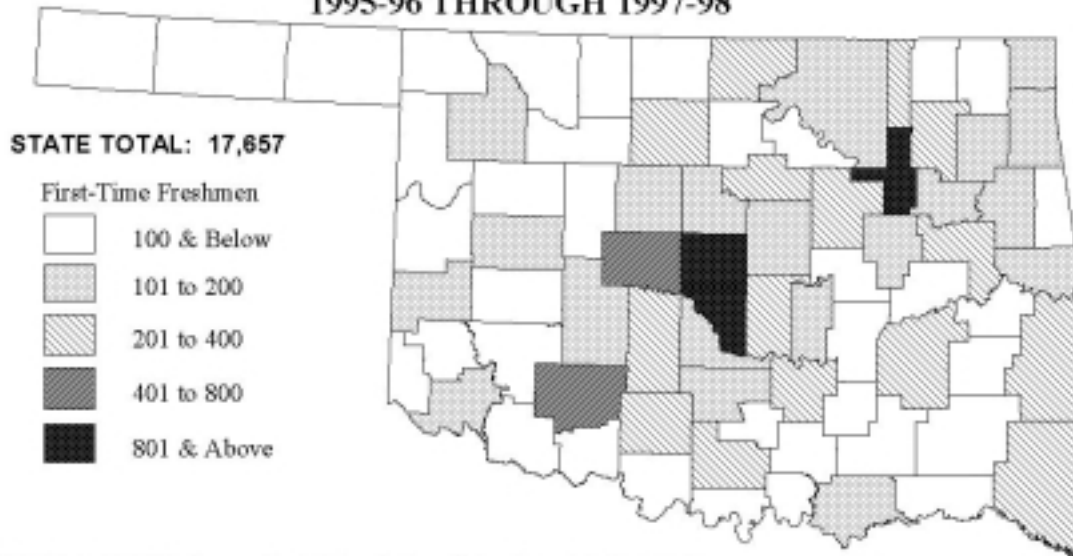 1995-96 THROUGH 1997-98
STATE TOTAL: 17,657
First-Time Freshmen
100 & Below
101 to 200
201 to 400
401 to 800
801 & Above